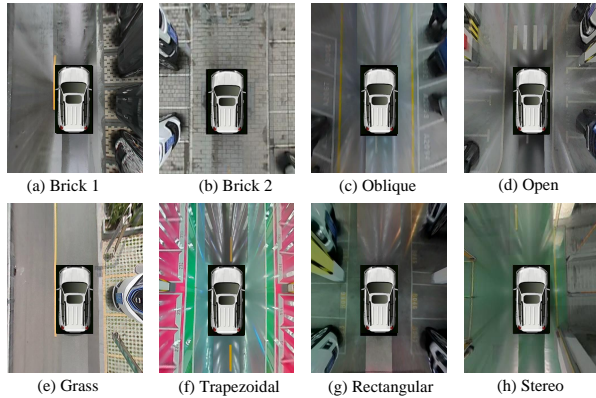 (a) Brick 1
(b) Brick 2
(c) Oblique
(d) Open
(e) Grass
(f) Trapezoidal
(g) Rectangular
(h) Stereo